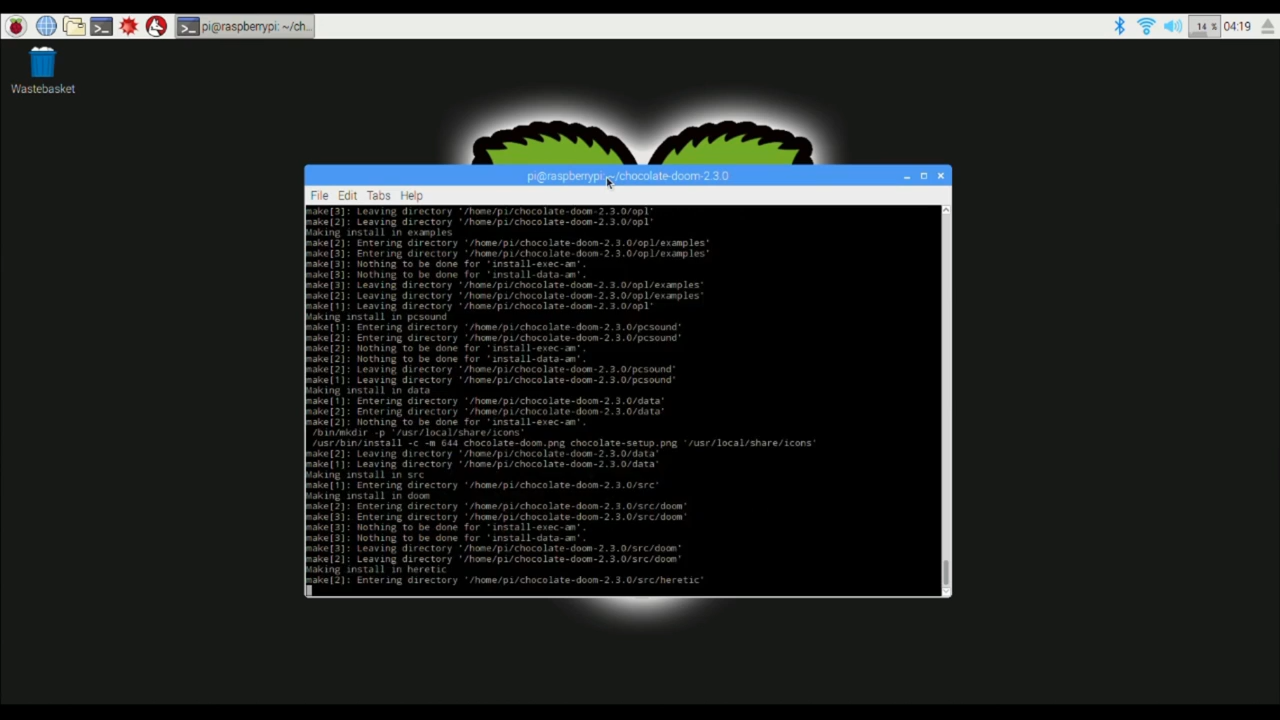 pi@raspberrypi: ~/ch...
14 %
04:19
Wastebasket
pi@raspberrypi: ~/chocolate-doom-2.3.0
File Edit Tabs Help
make[3]: Leaving directory '/home/pi/chocolate-doom-2.3.0/opl'
make[2]: Leaving directory '/home/pi/chocolate-doom-2.3.0/opl'
Making install in examples
make[2]: Entering directory '/home/pi/chocolate-doom-2.3.0/opl/examples'
make[3]: Entering directory '/home/pi/chocolate-doom-2.3.0/opl/examples'
make[3]: Nothing to be done for 'install-exec-am'.
make[3]: Nothing to be done for 'install-data-am'.
make[3]: Leaving directory '/home/pi/chocolate-doom-2.3.0/opl/examples'
make[2]: Leaving directory '/home/pi/chocolate-doom-2.3.0/opl/examples'
make[1]: Leaving directory '/home/pi/chocolate-doom-2.3.0/opl'
Making install in pcsound
make[1]: Entering directory '/home/pi/chocolate-doom-2.3.0/pcsound'
make[2]: Entering directory '/home/pi/chocolate-doom-2.3.0/pcsound'
make[2]: Nothing to be done for 'install-exec-am'.
make[2]: Nothing to be done for 'install-data-am'.
make[2]: Leaving directory '/home/pi/chocolate-doom-2.3.0/pcsound'
make[1]: Leaving directory '/home/pi/chocolate-doom-2.3.0/pcsound'
Making install in data
make[1]: Entering directory '/home/pi/chocolate-doom-2.3.0/data'
make[2]: Entering directory '/home/pi/chocolate-doom-2.3.0/data'
make[2]: Nothing to be done for 'install-exec-am'.
/bin/mkdir -p '/usr/local/share/icons'
/usr/bin/install -c -m 644 chocolate-doom.png chocolate-setup.png '/usr/local/share/icons'
make[2]: Leaving directory '/home/pi/chocolate-doom-2.3.0/data'
make[1]: Leaving directory '/home/pi/chocolate-doom-2.3.0/data'
Making install in src
make[1]: Entering directory '/home/pi/chocolate-doom-2.3.0/src'
Making install in doom
make[2]: Entering directory '/home/pi/chocolate-doom-2.3.0/src/doom'
make[3]: Entering directory '/home/pi/chocolate-doom-2.3.0/src/doom'
make[3]: Nothing to be done for 'install-exec-am'.
make[3]: Nothing to be done for 'install-data-am'.
make[3]: Leaving directory '/home/pi/chocolate-doom-2.3.0/src/doom'
make[2]: Leaving directory '/home/pi/chocolate-doom-2.3.0/src/doom'
Making install in heretic
make[2]: Entering directory '/home/pi/chocolate-doom-2.3.0/src/heretic'